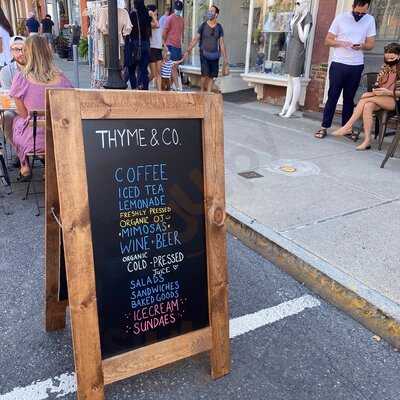 THYME & CO.
COFFEE
ICED TEA
LEMONADE
FRESHLY PRESSED
ORGANIC OJ
MIMOSAS
WINE · BEER
ORGANIC
COLD-PRESSED
JUICE
SALADS
SANDWICHES
BAKED GOODS
ICECREAM
SUNDAES